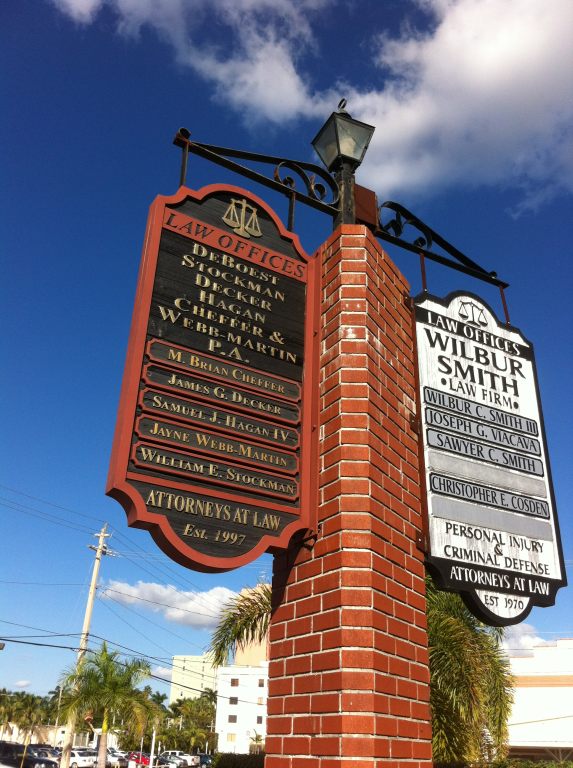 LAW OFFICES
DEBOEST
STOCKMAN
DECKER
HAGAN
CHEFFER &
WEBB-MARTIN
P.A.
M. BRIAN CHEFFER
JAMES G. DECKER
SAMUEL J. HAGAN IV
JAYNE WEBB-MARTIN
WILLIAM E. STOCKMAN
ATTORNEYS AT LAW
EST. 1997
LAW OFFICES
WILBUR
SMITH
•LAW FIRM•
WILBUR C. SMITH III
JOSEPH G. VIACAVA
SAWYER C. SMITH
CHRISTOPHER E. COSDEN
PERSONAL INJURY
&
CRIMINAL DEFENSE
ATTORNEYS AT LAW
EST 1970